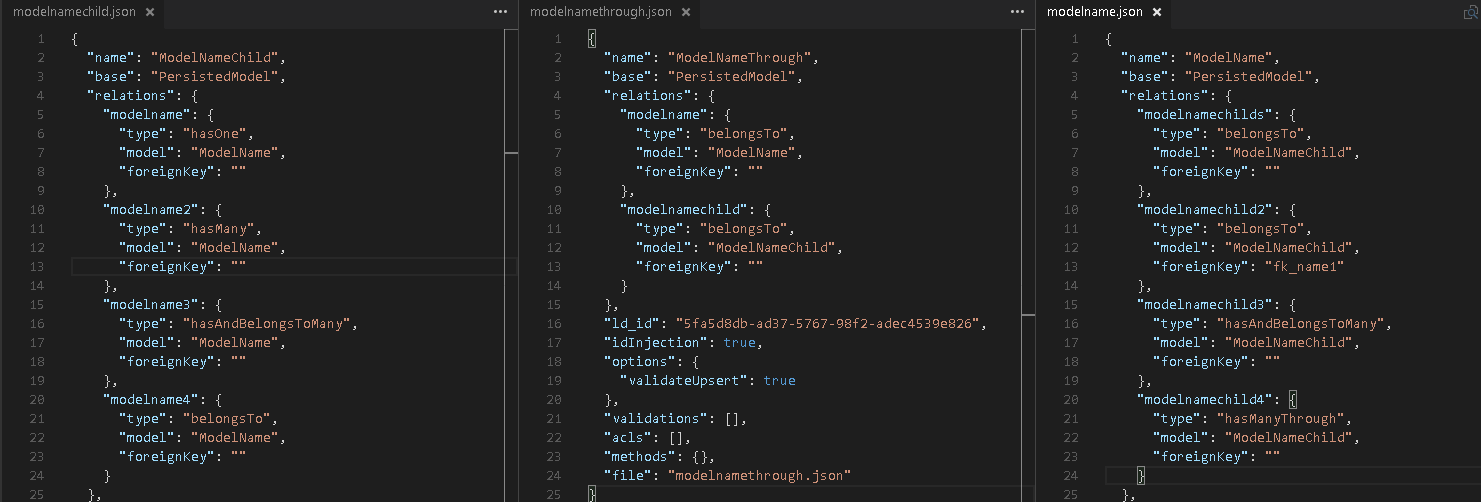 modelnamechild.json ×
1 {
2 "name": "ModelNameChild",
3 "base": "PersistedModel",
4 "relations": {
5 "modelname": {
6 "type": "hasOne",
7 "model": "ModelName",
8 "foreignKey": ""
9 },
10 "modelname2": {
11 "type": "hasMany",
12 "model": "ModelName",
13 "foreignKey": ""
14 },
15 "modelname3": {
16 "type": "hasAndBelongsToMany",
17 "model": "ModelName",
18 "foreignKey": ""
19 },
20 "modelname4": {
21 "type": "belongsTo",
22 "model": "ModelName",
23 "foreignKey": ""
24 }
25 },
modelnamethrough.json ×
1 {
2 "name": "ModelNameThrough",
3 "base": "PersistedModel",
4 "relations": {
5 "modelname": {
6 "type": "belongsTo",
7 "model": "ModelName",
8 "foreignKey": ""
9 },
10 "modelnamechild": {
11 "type": "belongsTo",
12 "model": "ModelNameChild",
13 "foreignKey": ""
14 }
15 },
16 "ld_id": "5fa5d8db-ad37-5767-98f2-adec4539e826",
17 "idInjection": true,
18 "options": {
19 "validateUpsert": true
20 },
21 "validations": [],
22 "acls": [],
23 "methods": {},
24 "file": "modelnamethrough.json"
25 }
modelname.json ×
1 {
2 "name": "ModelName",
3 "base": "PersistedModel",
4 "relations": {
5 "modelnamechilds": {
6 "type": "belongsTo",
7 "model": "ModelNameChild",
8 "foreignKey": ""
9 },
10 "modelnamechild2": {
11 "type": "belongsTo",
12 "model": "ModelNameChild",
13 "foreignKey": "fk_name1"
14 },
15 "modelnamechild3": {
16 "type": "hasAndBelongsToMany",
17 "model": "ModelNameChild",
18 "foreignKey": ""
19 },
20 "modelnamechild4": {
21 "type": "hasManyThrough",
22 "model": "ModelNameChild",
23 "foreignKey": ""
24 }
25 },